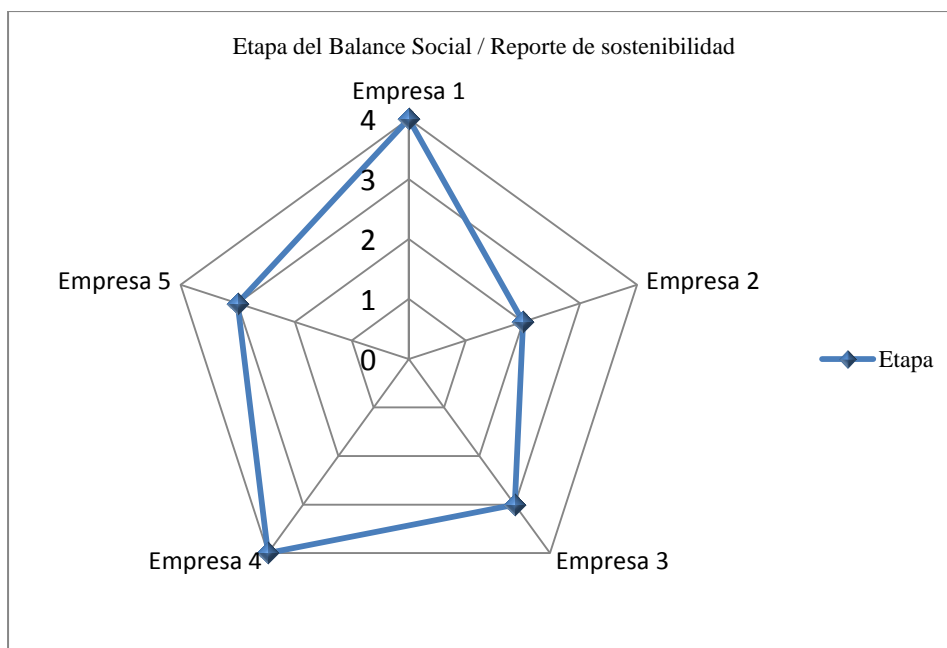 Etapa del Balance Social / Reporte de sostenibilidad
Empresa 1
4
3
2
1
0
Empresa 5
Empresa 2
Etapa
Empresa 4
Empresa 3